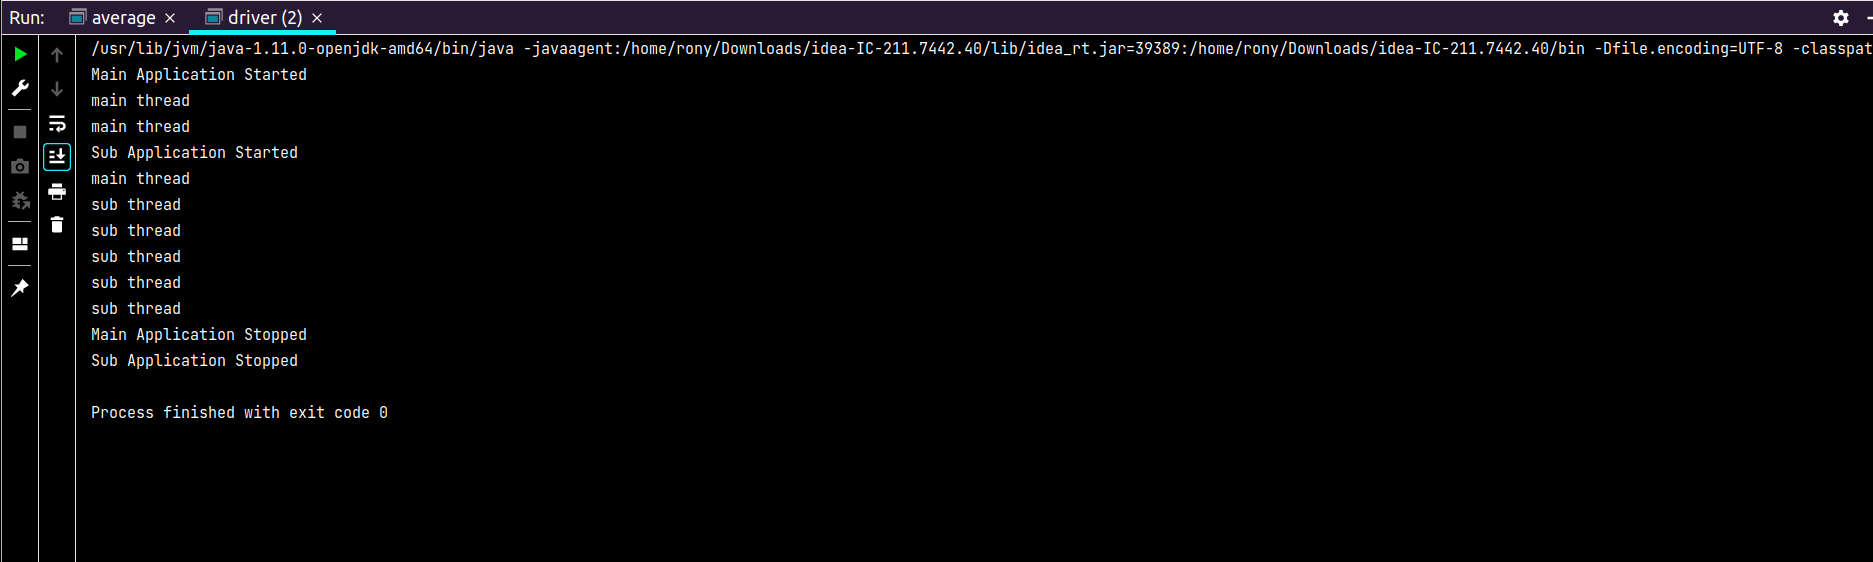 Run: average × driver (2) ×
/usr/lib/jvm/java-1.11.0-openjdk-amd64/bin/java -javaagent:/home/rony/Downloads/idea-IC-211.7442.40/lib/idea_rt.jar=39389:/home/rony/Downloads/idea-IC-211.7442.40/bin -Dfile.encoding=UTF-8 -classpat
Main Application Started
main thread
main thread
Sub Application Started
main thread
sub thread
sub thread
sub thread
sub thread
sub thread
Main Application Stopped
Sub Application Stopped
Process finished with exit code 0